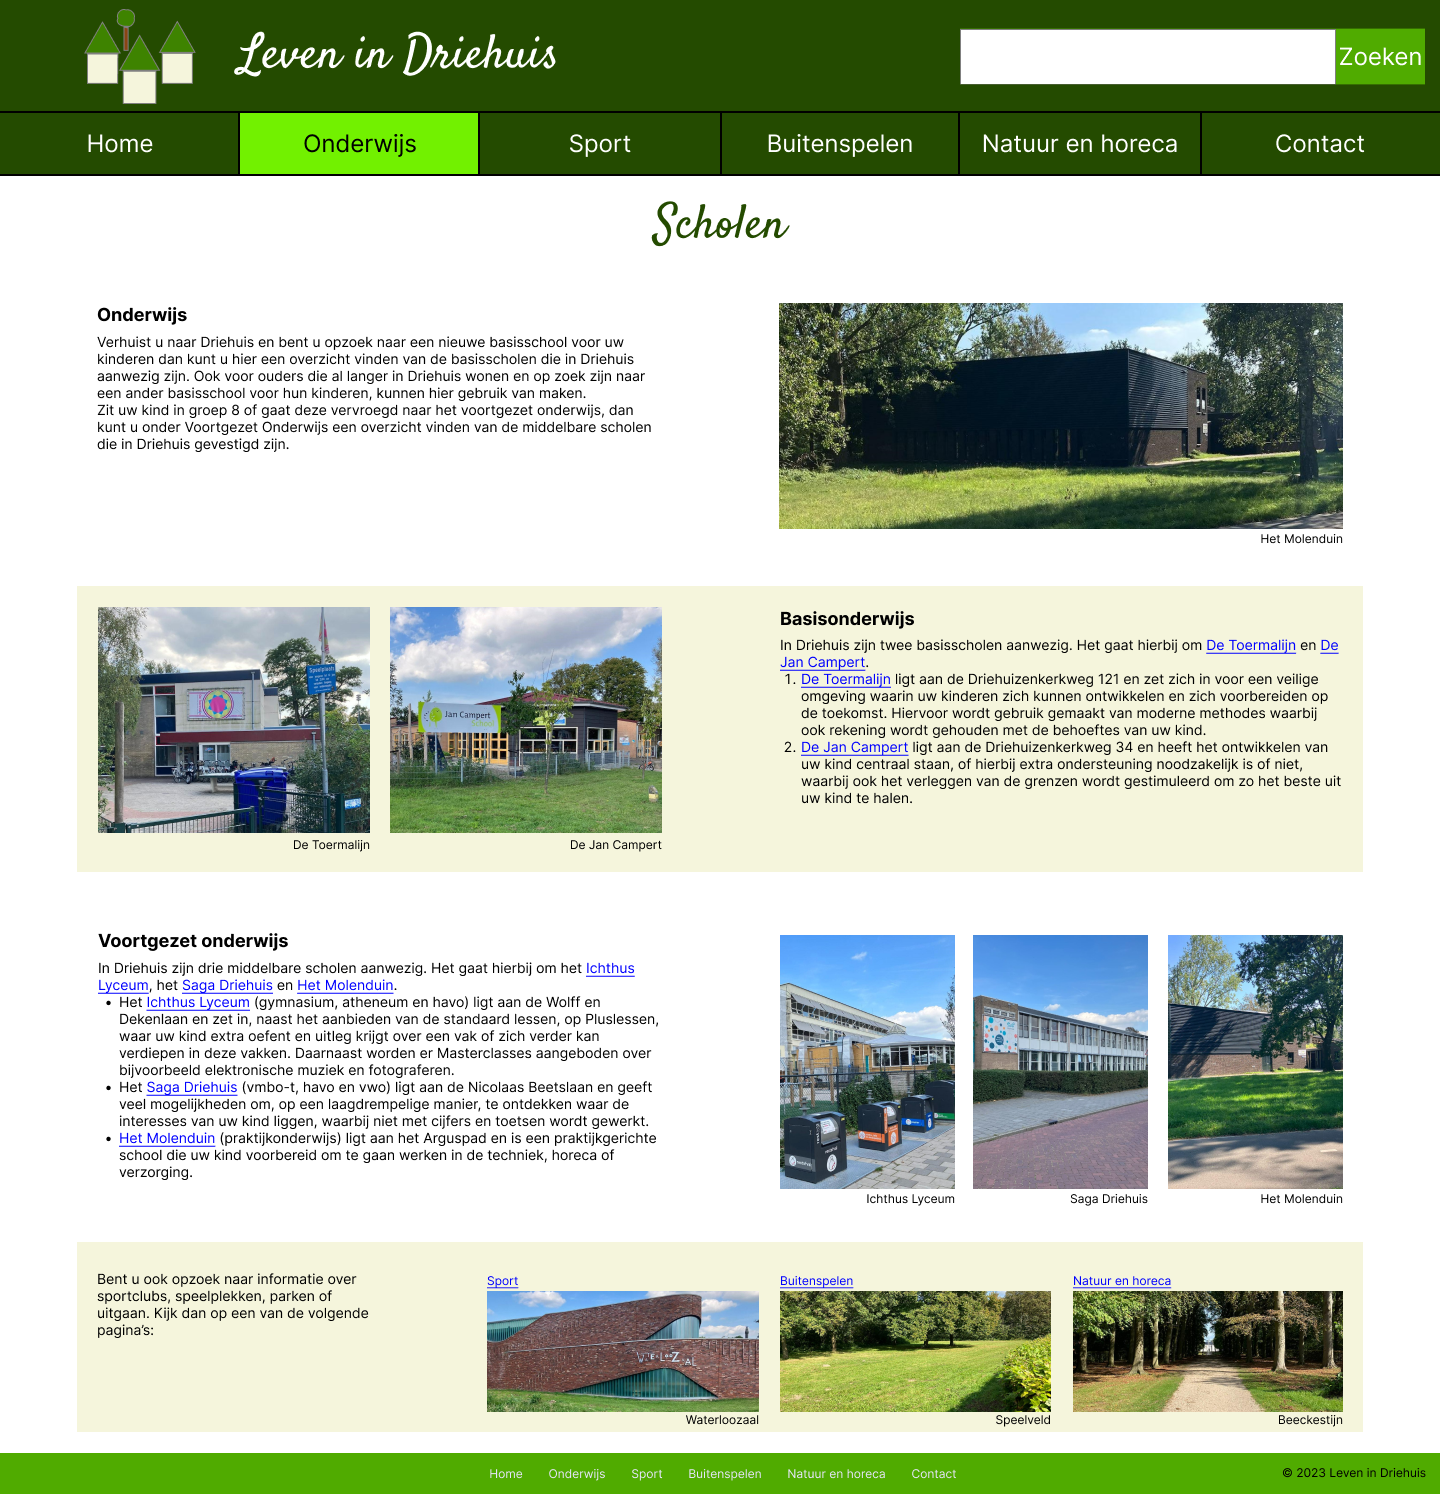 Leven in Driehuis
Zoeken
Home
Onderwijs
Sport
Buitenspelen
Natuur en horeca
Contact
Scholen
Onderwijs
Verhuist u naar Driehuis en bent u opzoek naar een nieuwe basisschool voor uw
kinderen dan kunt u hier een overzicht vinden van de basisscholen die in Driehuis
aanwezig zijn. Ook voor ouders die al langer in Driehuis wonen en op zoek zijn naar
een ander basisschool voor hun kinderen, kunnen hier gebruik van maken.
Zit uw kind in groep 8 of gaat deze vervroegd naar het voortgezet onderwijs, dan
kunt u onder Voortgezet Onderwijs een overzicht vinden van de middelbare scholen
die in Driehuis gevestigd zijn.
Het Molenduin
Speelplaats
Jan Campert
School
De Toermalijn
De Jan Campert
Basisonderwijs
In Driehuis zijn twee basisscholen aanwezig. Het gaat hierbij om De Toermalijn en De
Jan Campert.
1. De Toermalijn ligt aan de Driehuizenkerkweg 121 en zet zich in voor een veilige
omgeving waarin uw kinderen zich kunnen ontwikkelen en zich voorbereiden op
de toekomst. Hiervoor wordt gebruik gemaakt van moderne methodes waarbij
ook rekening wordt gehouden met de behoeftes van uw kind.
2. De Jan Campert ligt aan de Driehuizenkerkweg 34 en heeft het ontwikkelen van
uw kind centraal staan, of hierbij extra ondersteuning noodzakelijk is of niet,
waarbij ook het verleggen van de grenzen wordt gestimuleerd om zo het beste uit
uw kind te halen.
Voortgezet onderwijs
In Driehuis zijn drie middelbare scholen aanwezig. Het gaat hierbij om het Ichthus
Lyceum, het Saga Driehuis en Het Molenduin.
• Het Ichthus Lyceum (gymnasium, atheneum en havo) ligt aan de Wolff en
Dekenlaan en zet in, naast het aanbieden van de standaard lessen, op Pluslessen,
waar uw kind extra oefent en uitleg krijgt over een vak of zich verder kan
verdiepen in deze vakken. Daarnaast worden er Masterclasses aangeboden over
bijvoorbeeld elektronische muziek en fotograferen.
• Het Saga Driehuis (vmbo-t, havo en vwo) ligt aan de Nicolaas Beetslaan en geeft
veel mogelijkheden om, op een laagdrempelige manier, te ontdekken waar de
interesses van uw kind liggen, waarbij niet met cijfers en toetsen wordt gewerkt.
• Het Molenduin (praktijkonderwijs) ligt aan het Arguspad en is een praktijkgerichte
school die uw kind voorbereid om te gaan werken in de techniek, horeca of
verzorging.
Ichthus Lyceum
Saga Driehuis
Het Molenduin
Bent u ook opzoek naar informatie over
sportclubs, speelplekken, parken of
uitgaan. Kijk dan op een van de volgende
pagina's:
Sport
Buitenspelen
Natuur en horeca
Waterloozaal
Speelveld
Beeckestijn
Home
Onderwijs
Sport
Buitenspelen
Natuur en horeca
Contact
© 2023 Leven in Driehuis